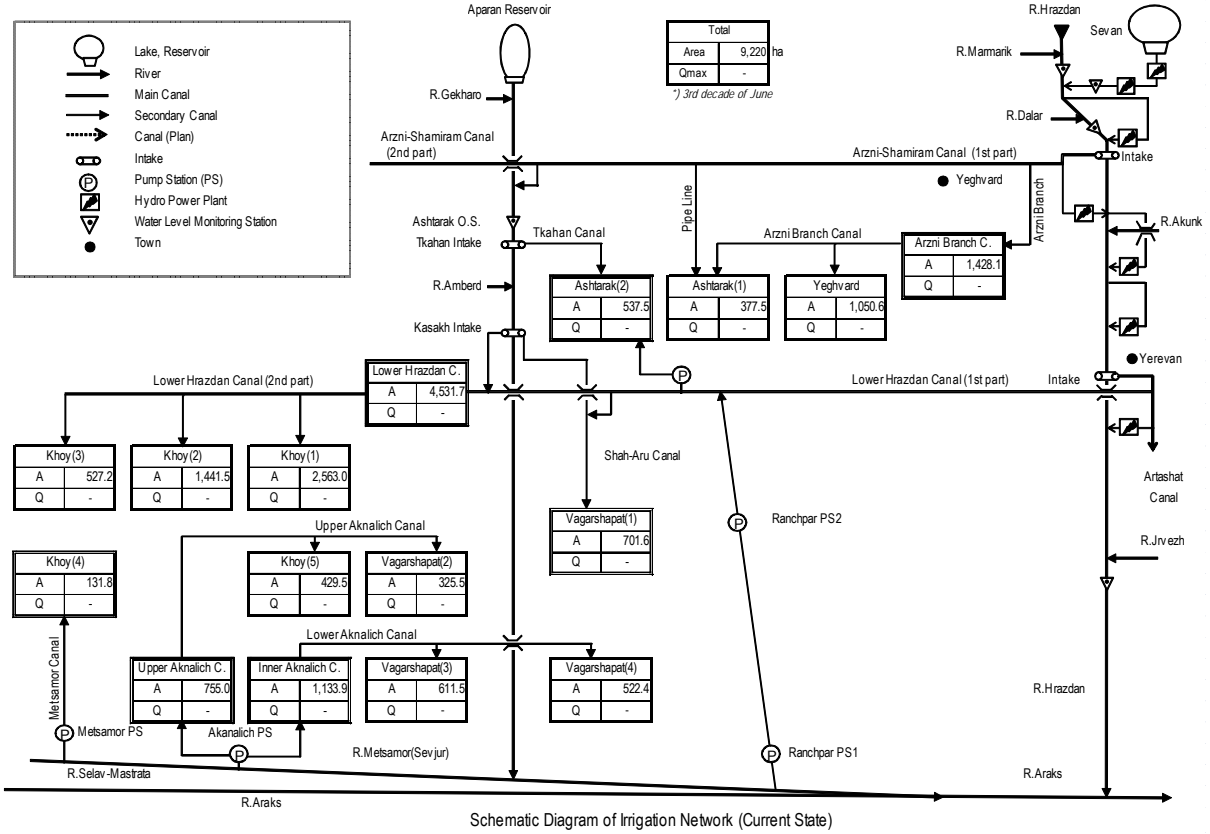 Aparan Reservoir
R.Hrazdan
Sevan
Lake, Reservoir
River
Main Canal
Secondary Canal
Canal (Plan)
Intake
P
Pump Station (PS)
Hydro Power Plant
Water Level Monitoring Station
Town
Total
Area 9,220 ha
Qmax -
*) 3rd decade of June
R.Marmarik
R.Gekharo
R.Dalar
Arzni-Shamiram Canal
(2nd part)
Arzni-Shamiram Canal (1st part)
Intake
Yeghvard
Pipe Line
Arzni Branch
R.Akunk
Ashtarak O.S.
Tkahan Intake
Tkahan Canal
Arzni Branch Canal
Arzni Branch C.
A 1,428.1
Q -
R.Amberd
Ashtarak(2)
A 537.5
Q -
Ashtarak(1)
A 377.5
Q -
Yeghvard
A 1,050.6
Q -
Kasakh Intake
Yerevan
P
Lower Hrazdan C.
A 4,531.7
Q -
Lower Hrazdan Canal (2nd part)
Lower Hrazdan Canal (1st part)
Intake
Khoy(3)
A 527.2
Q -
Khoy(2)
A 1,441.5
Q -
Khoy(1)
A 2,563.0
Q -
Shah-Aru Canal
Artashat
Canal
Vagarshapat(1)
A 701.6
Q -
P
Ranchpar PS2
Upper Aknalich Canal
R.Jrvezh
Khoy(4)
A 131.8
Q -
Khoy(5)
A 429.5
Q -
Vagarshapat(2)
A 325.5
Q -
Metsamor Canal
Lower Aknalich Canal
Upper Aknalich C.
A 755.0
Q -
Inner Aknalich C.
A 1,133.9
Q -
Vagarshapat(3)
A 611.5
Q -
Vagarshapat(4)
A 522.4
Q -
R.Hrazdan
P
Metsamor PS
Akanalich PS
P
R.Metsamor(Sevjur)
P
Ranchpar PS1
R.Selav-Mastrata
R.Araks
R.Araks
Schematic Diagram of Irrigation Network (Current State)